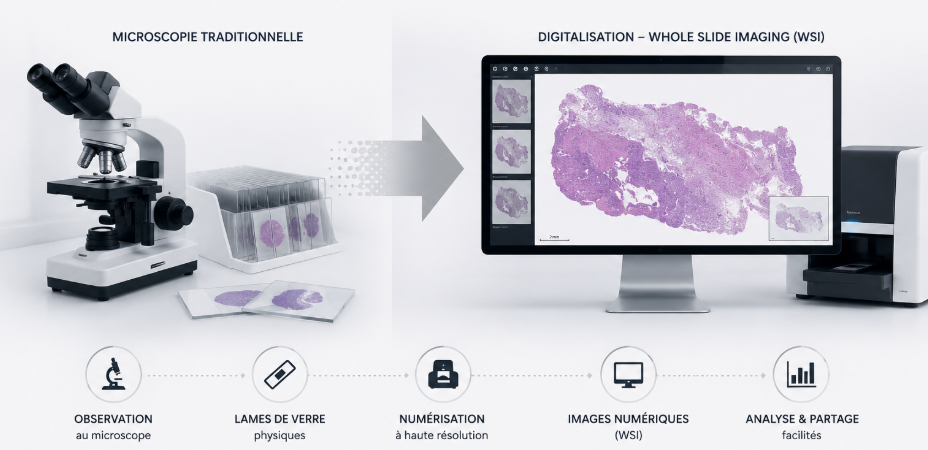 MICROSCOPIE TRADITIONNELLE
DIGITALISATION – WHOLE SLIDE IMAGING (WSI)
OBSERVATION
au microscope
LAMES DE VERRE
physiques
NUMÉRISATION
à haute résolution
IMAGES NUMÉRIQUES
(WSI)
ANALYSE & PARTAGE
facilités